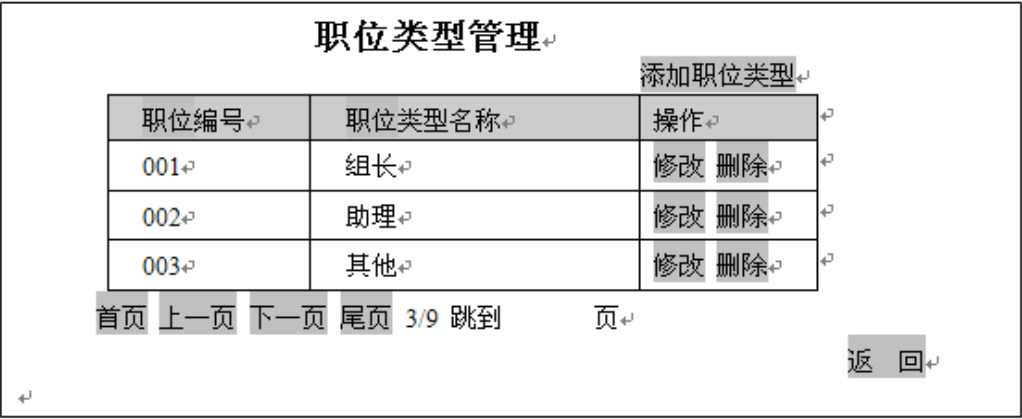 职位类型管理
添加职位类型
职位编号 职位类型名称 操作
001 组长 修改 删除
002 助理 修改 删除
003 其他 修改 删除
首页 上一页 下一页 尾页 3/9 跳到 页
返 回